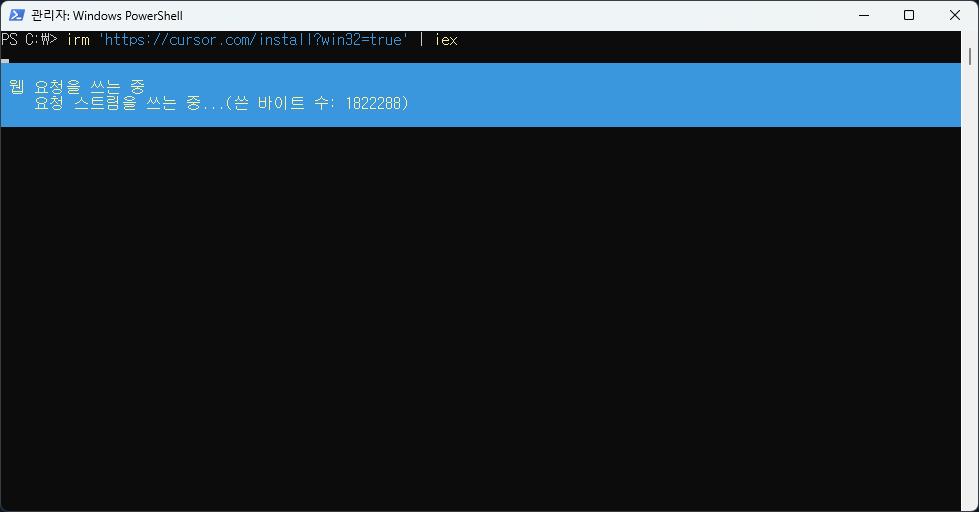 관리자: Windows PowerShell
PS C:\> irm 'https://cursor.com/install?win32=true' | iex
웹 요청을 쓰는 중
요청 스트림을 쓰는 중...(쓴 바이트 수: 1822288)